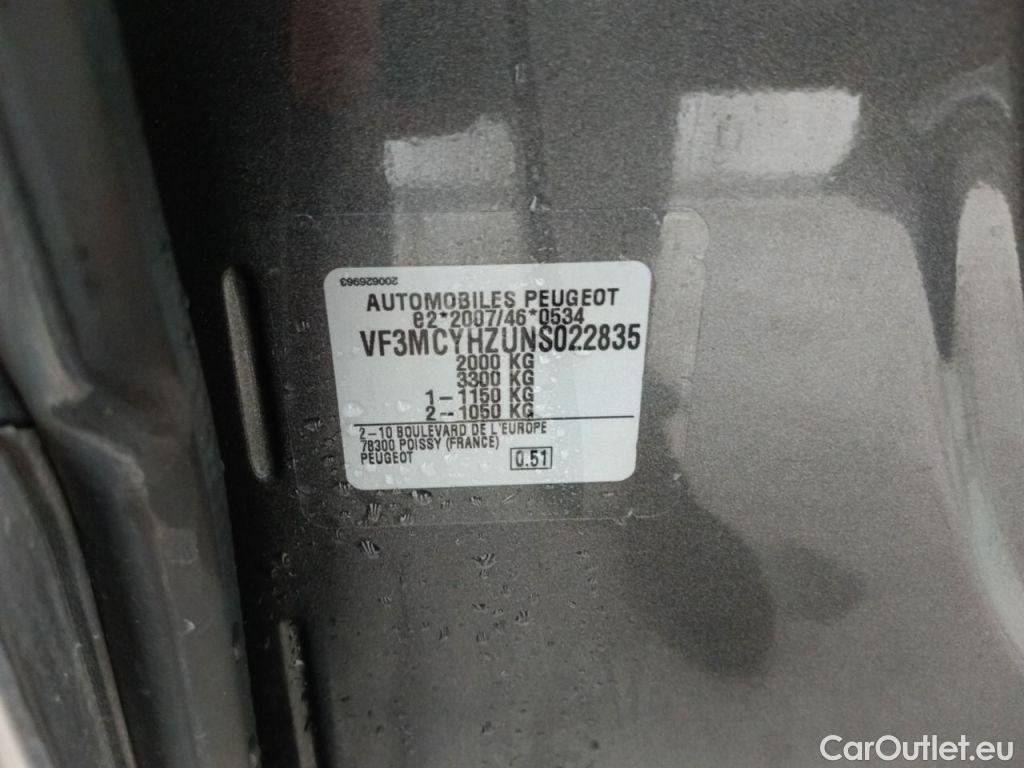 200626963
AUTOMOBILES PEUGEOT
e2*2007/46*0534
VF3MCYHZUNS022835
2000 KG
3300 KG
1-1150 KG
2-1050 KG
2-10 BOULEVARD DE L'EUROPE
78300 POISSY (FRANCE)
PEUGEOT
0.51
CarOutlet.eu